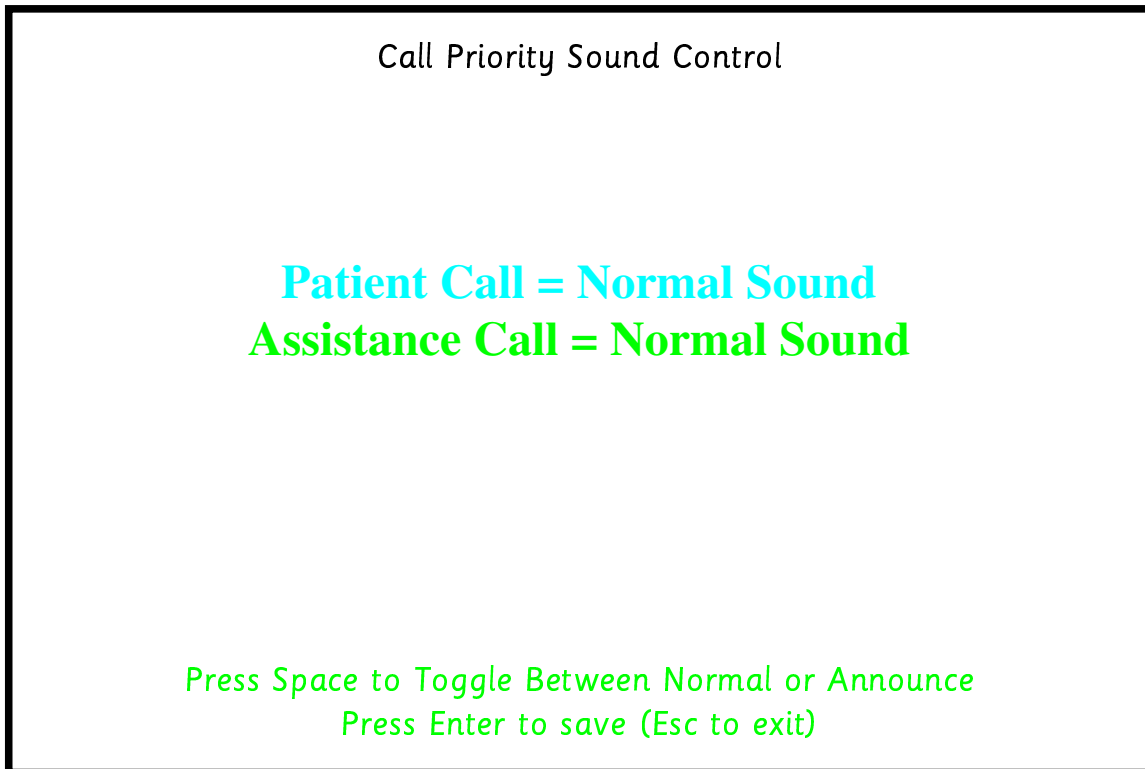 Call Priority Sound Control
Patient Call = Normal Sound
Assistance Call = Normal Sound
Press Space to Toggle Between Normal or Announce
Press Enter to save (Esc to exit)